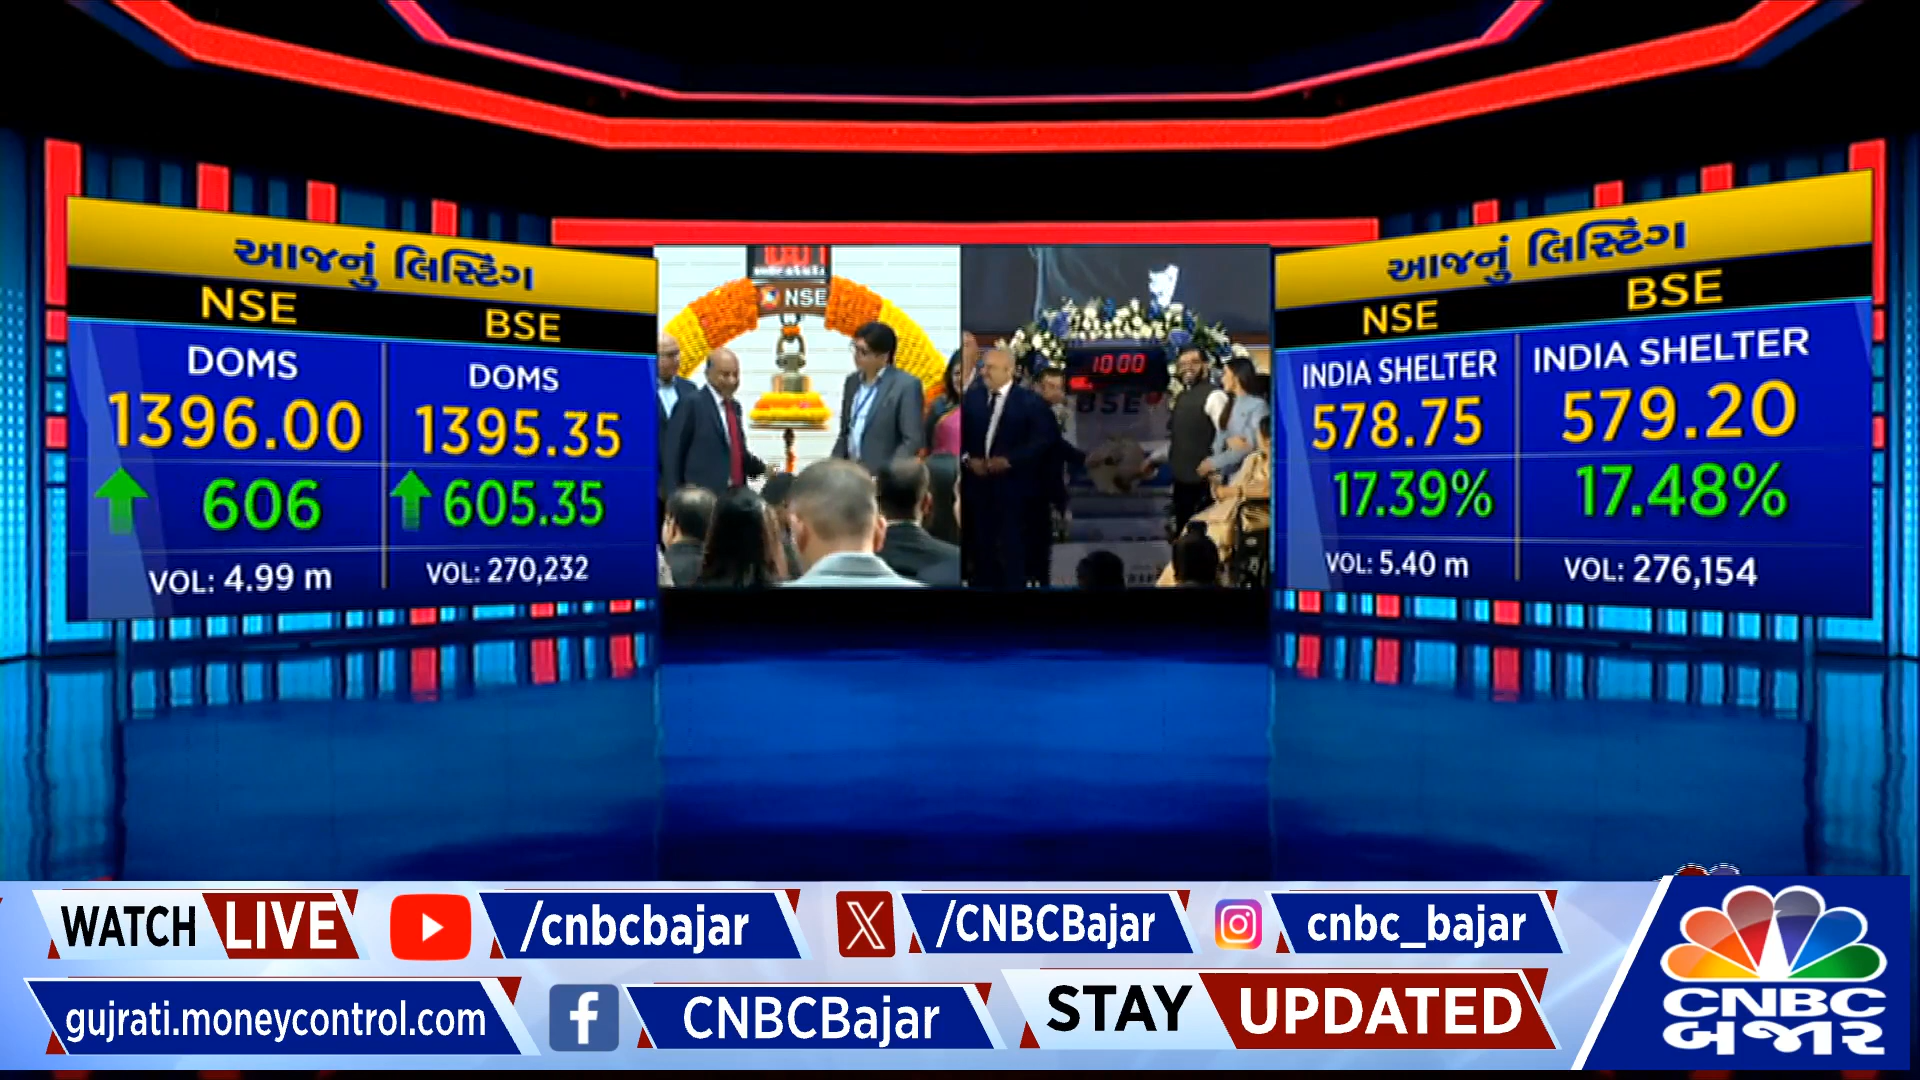 આજનું લિસ્ટિંગ
NSE
BSE
DOMS
DOMS
1396.00
1395.35
606
605.35
VOL: 4.99 m
VOL: 270,232
NSE
10:00
BSE
આજનું લિસ્ટિંગ
NSE
BSE
INDIA SHELTER
INDIA SHELTER
578.75
579.20
17.39%
17.48%
VOL: 5.40 m
VOL: 276,154
WATCH LIVE
/cnbcbajar
/CNBCBajar
cnbc_bajar
gujrati.moneycontrol.com
CNBCBajar
STAY UPDATED
CNBC
બજાર